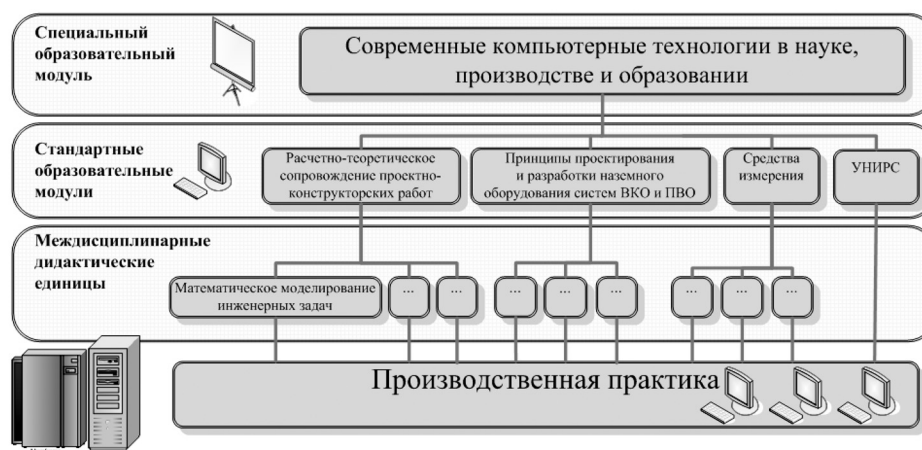 Специальный
образовательный
модуль
Современные компьютерные технологии в науке,
производстве и образовании
Стандартные
образовательные
модули
Расчетно-теоретическое
сопровождение проектно-
конструкторских работ
Принципы проектирования
и разработки наземного
оборудования систем ВКО и ПВО
Средства
измерения
УНИРС
Междисциплинарные
дидактические
единицы
Математическое моделирование
инженерных задач
...
...
...
...
...
...
...
...
Производственная практика